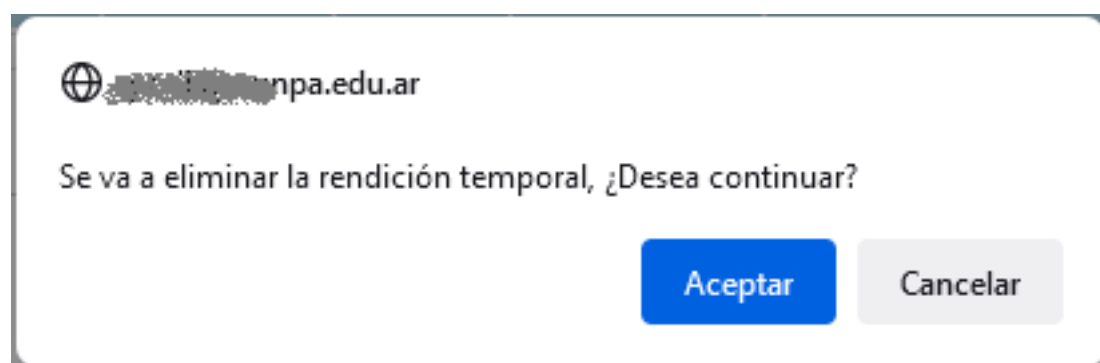 npa.edu.ar
Se va a eliminar la rendición temporal, ¿Desea continuar?
Aceptar
Cancelar